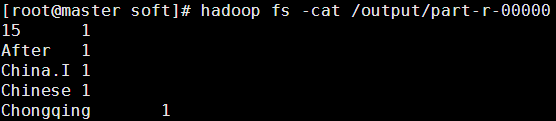 [root@master soft]# hadoop fs -cat /output/part-r-00000
15 1
After 1
China.I 1
Chinese 1
Chongqing 1